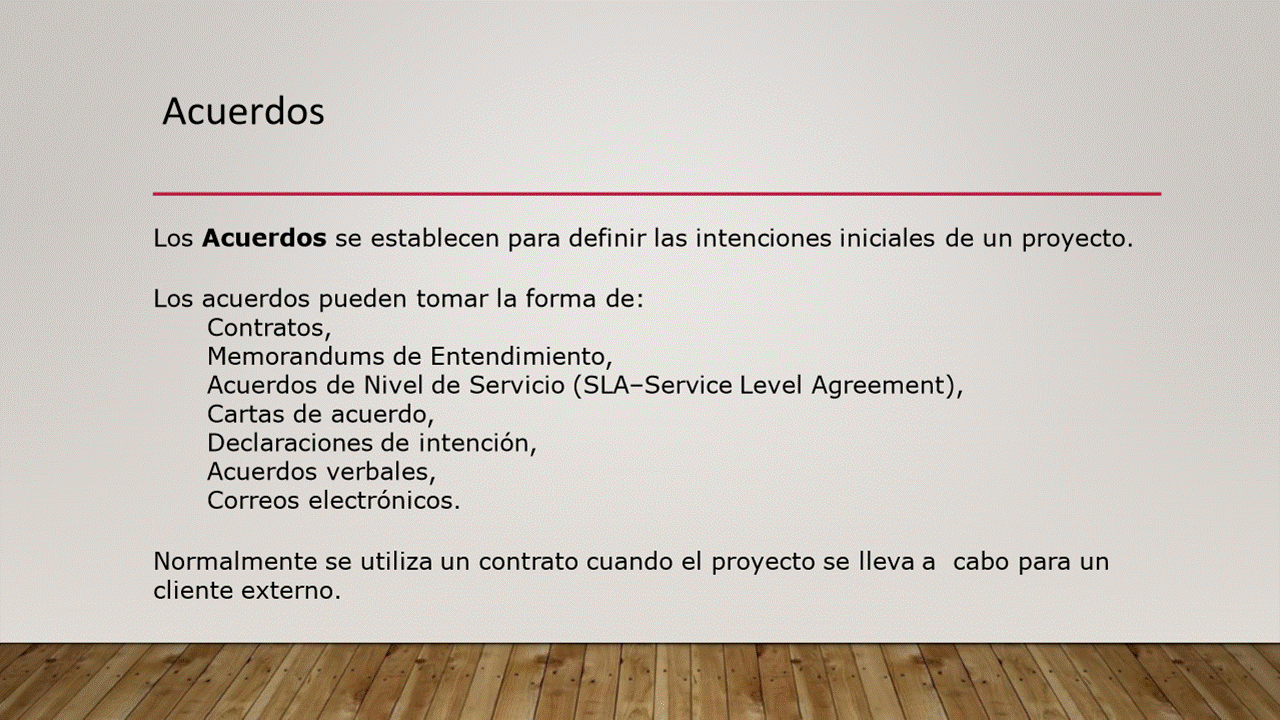 Acuerdos
Los Acuerdos se establecen para definir las intenciones iniciales de un proyecto.
Los acuerdos pueden tomar la forma de:
Contratos,
Memorandums de Entendimiento,
Acuerdos de Nivel de Servicio (SLA–Service Level Agreement),
Cartas de acuerdo,
Declaraciones de intención,
Acuerdos verbales,
Correos electrónicos.
Normalmente se utiliza un contrato cuando el proyecto se lleva a  cabo para un
cliente externo.